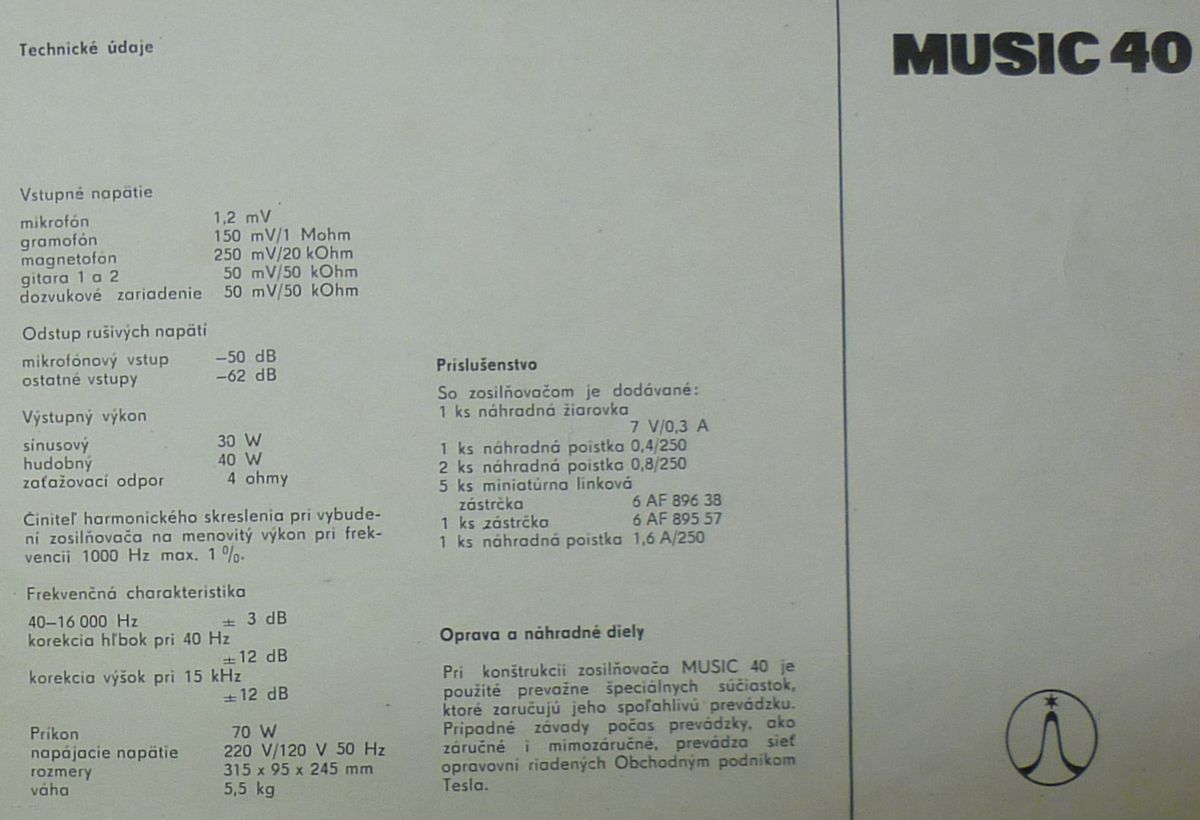 Technické údaje
Vstupné napätie
mikrofón 1,2 mV
gramofón 150 mV/1 Mohm
magnetofón 250 mV/20 kOhm
gitara 1 a 2 50 mV/50 kOhm
dozvukové zariadenie 50 mV/50 kOhm
Odstup rušivých napätí
mikrofónový vstup —50 dB
ostatné vstupy —62 dB
Výstupný výkon
sínusový 30 W
hudobný 40 W
zaťažovací odpor 4 ohmy
Činiteľ harmonického skreslenia pri vybude-
ní zosilňovača na menovitý výkon pri frek-
vencii 1000 Hz max. 1 %.
Frekvenčná charakteristika
40—16 000 Hz ± 3 dB
korekcia hľbok pri 40 Hz
±12 dB
korekcia výšok pri 15 kHz
±12 dB
Príkon 70 W
napájacie napätie 220 V/120 V 50 Hz
rozmery 315 x 95 x 245 mm
váha 5,5 kg
Príslušenstvo
So zosilňovačom je dodávané:
1 ks náhradná žiarovka
7 V/0,3 A
1 ks náhradná poistka 0,4/250
2 ks náhradná poistka 0,8/250
5 ks miniatúrna linková
zástrčka 6 AF 896 38
1 ks zástrčka 6 AF 895 57
1 ks náhradná poistka 1,6 A/250
Oprava a náhradné diely
Pri konštrukcii zosilňovača MUSIC 40 je
použité prevažne špeciálnych súčiastok,
ktoré zaručujú jeho spoľahlivú prevádzku.
Prípadné závady počas prevádzky, ako
záručné i mimozáručné, prevádza sieť
opravovní riadených Obchodným podnikom
Tesla.
MUSIC 40